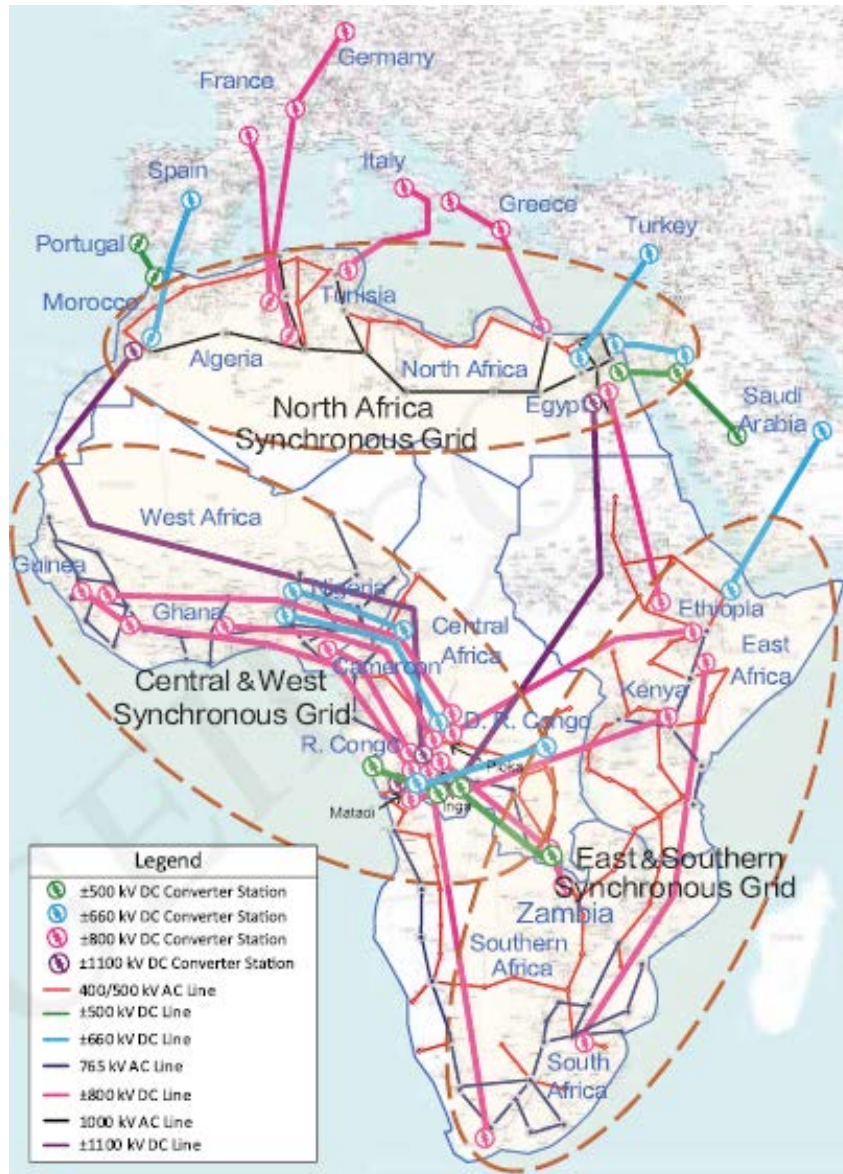 Germany
France
Italy
Spain
Greece
Turkey
Portugal
Morocco
Tunisia
Algeria
North Africa
North Africa
Synchronous Grid
Egypt
Saudi
Arabia
West Africa
Guinea
Nigeria
Ghana
Ethiopia
Central
Africa
East
Africa
Cameroon
Kenya
Central & West
Synchronous Grid
D. R. Congo
R. Congo
Matadi
Inga
East & Southern
Synchronous Grid
Zambia
Southern
Africa
South
Africa
Legend
±500 kV DC Converter Station
±660 kV DC Converter Station
±800 kV DC Converter Station
±1100 kV DC Converter Station
400/500 kV AC Line
±500 kV DC Line
±660 kV DC Line
765 kV AC Line
±800 kV DC Line
1000 kV AC Line
±1100 kV DC Line